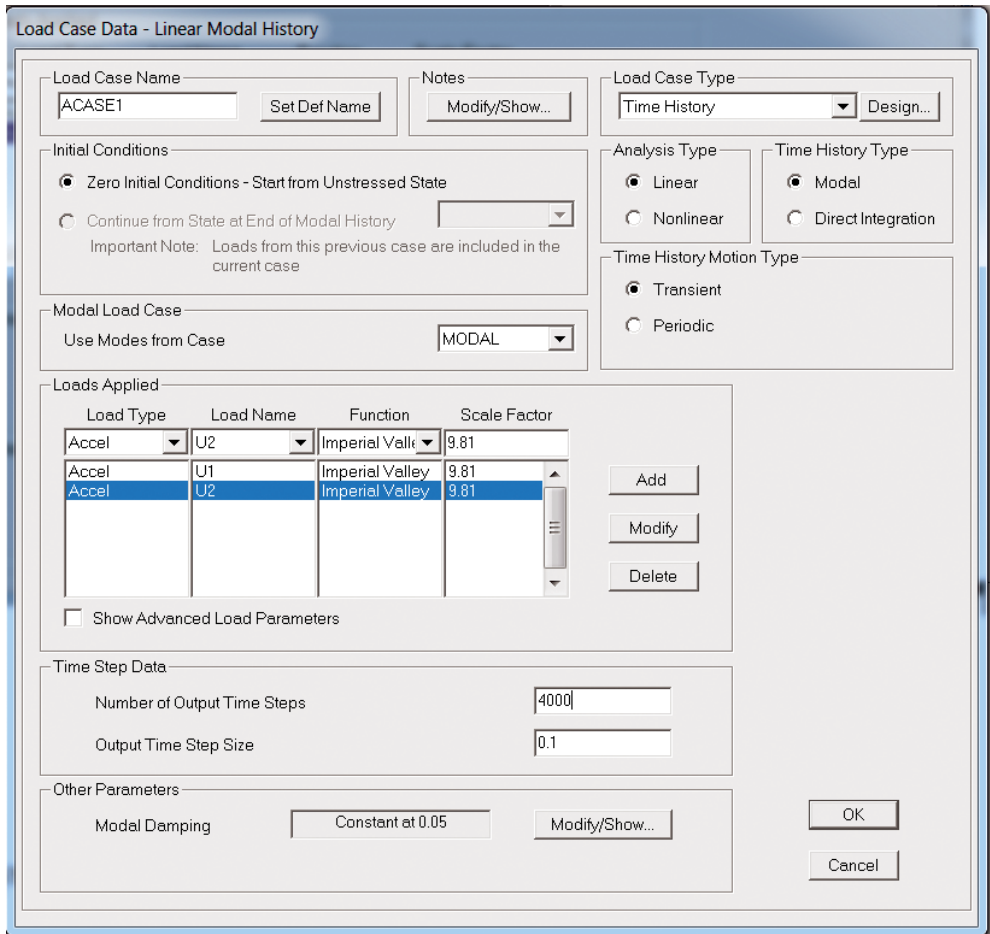 Load Case Data - Linear Modal History
Load Case Name
ACASE1
Set Def Name
Notes
Modify/Show...
Load Case Type
Time History
Design...
Initial Conditions
Zero Initial Conditions - Start from Unstressed State
Continue from State at End of Modal History
Important Note: Loads from this previous case are included in the
current case
Analysis Type
Linear
Nonlinear
Time History Type
Modal
Direct Integration
Time History Motion Type
Transient
Periodic
Modal Load Case
Use Modes from Case
MODAL
Loads Applied
Load Type Load Name Function Scale Factor
Accel U2 Imperial Valle 9.81
Accel U1 Imperial Valley 9.81
Accel U2 Imperial Valley 9.81
Add
Modify
Delete
Show Advanced Load Parameters
Time Step Data
Number of Output Time Steps 4000
Output Time Step Size 0.1
Other Parameters
Modal Damping Constant at 0.05 Modify/Show...
OK
Cancel